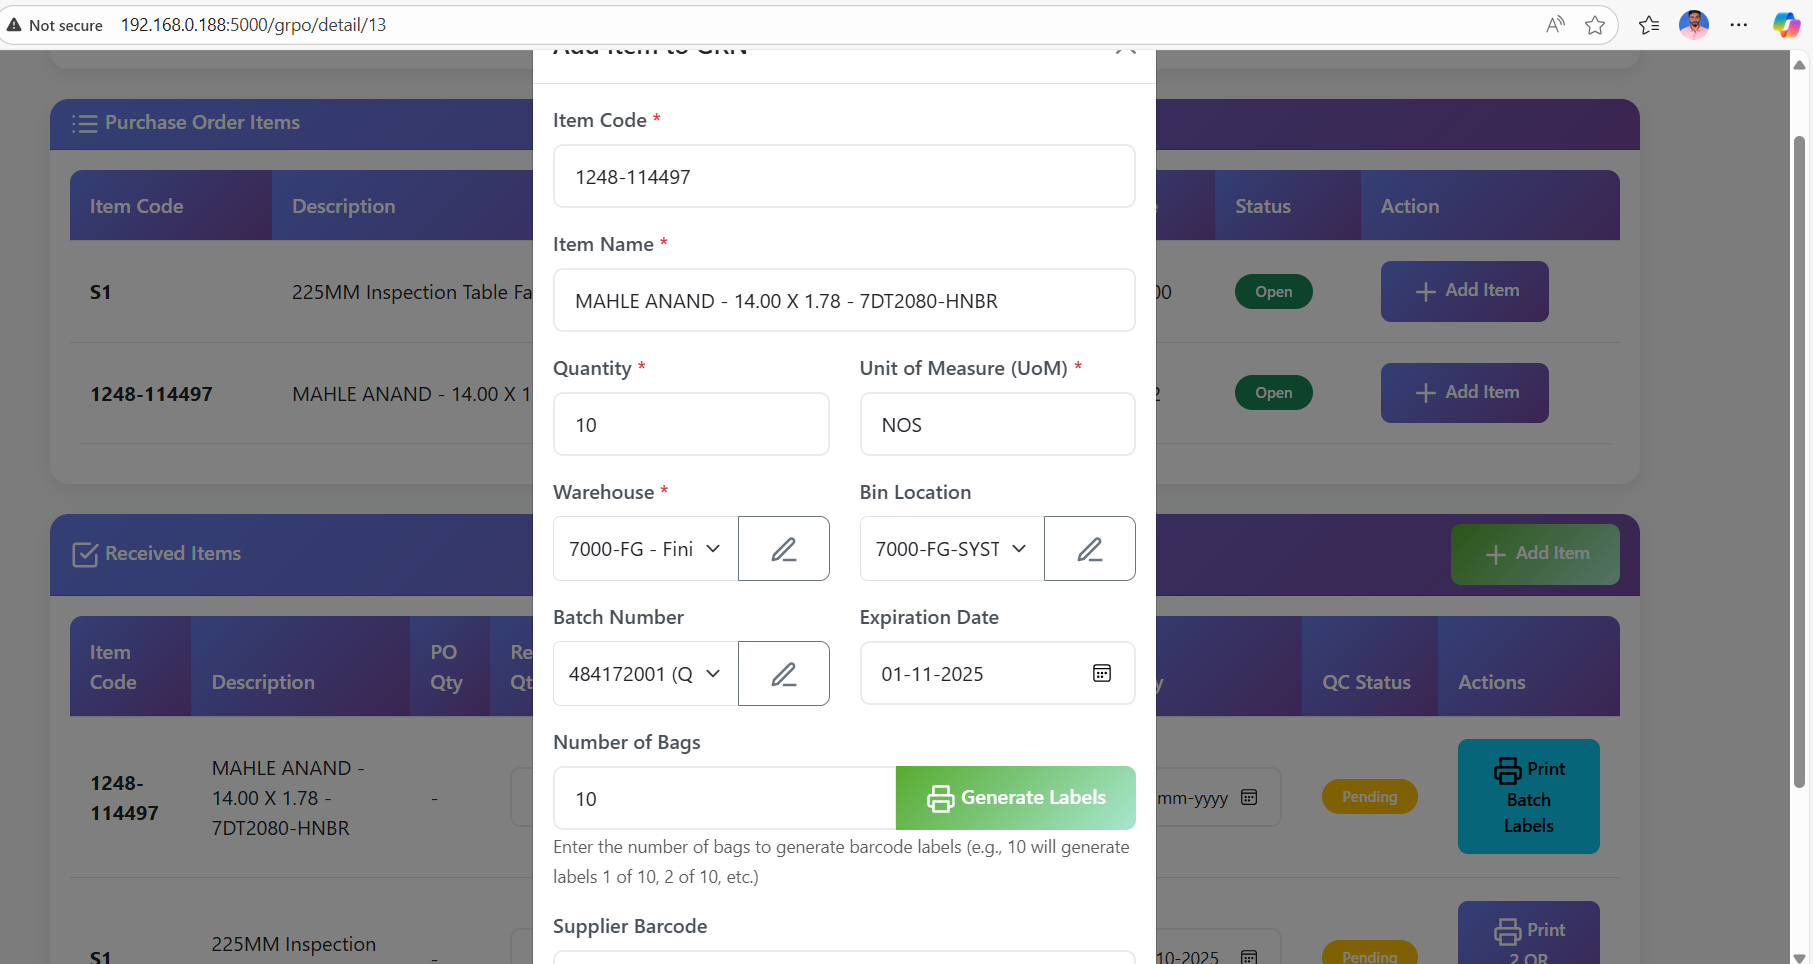 Not secure 192.168.0.188:5000/grpo/detail/13
Add Item to GRN
Item Code *
1248-114497
Item Name *
MAHLE ANAND - 14.00 X 1.78 - 7DT2080-HNBR
Quantity *
Unit of Measure (UoM) *
10
NOS
Warehouse *
Bin Location
7000-FG - Fini
7000-FG-SYST
Batch Number
Expiration Date
484172001 (Q
01-11-2025
Number of Bags
10
Generate Labels
Enter the number of bags to generate barcode labels (e.g., 10 will generate
labels 1 of 10, 2 of 10, etc.)
Supplier Barcode
Purchase Order Items
Item Code Description Status Action
S1 225MM Inspection Table Fa 00 Open Add Item
1248-114497 MAHLE ANAND - 14.00 X 1 2 Open Add Item
Received Items
Add Item
Item
Code
Description
PO
Qty
Re
Qt
y
QC Status
Actions
1248-
114497
MAHLE ANAND -
14.00 X 1.78 -
7DT2080-HNBR
-
mm-yyyy
Pending
Print
Batch
Labels
S1
225MM Inspection
-
10-2025
Pending
Print
2 QR